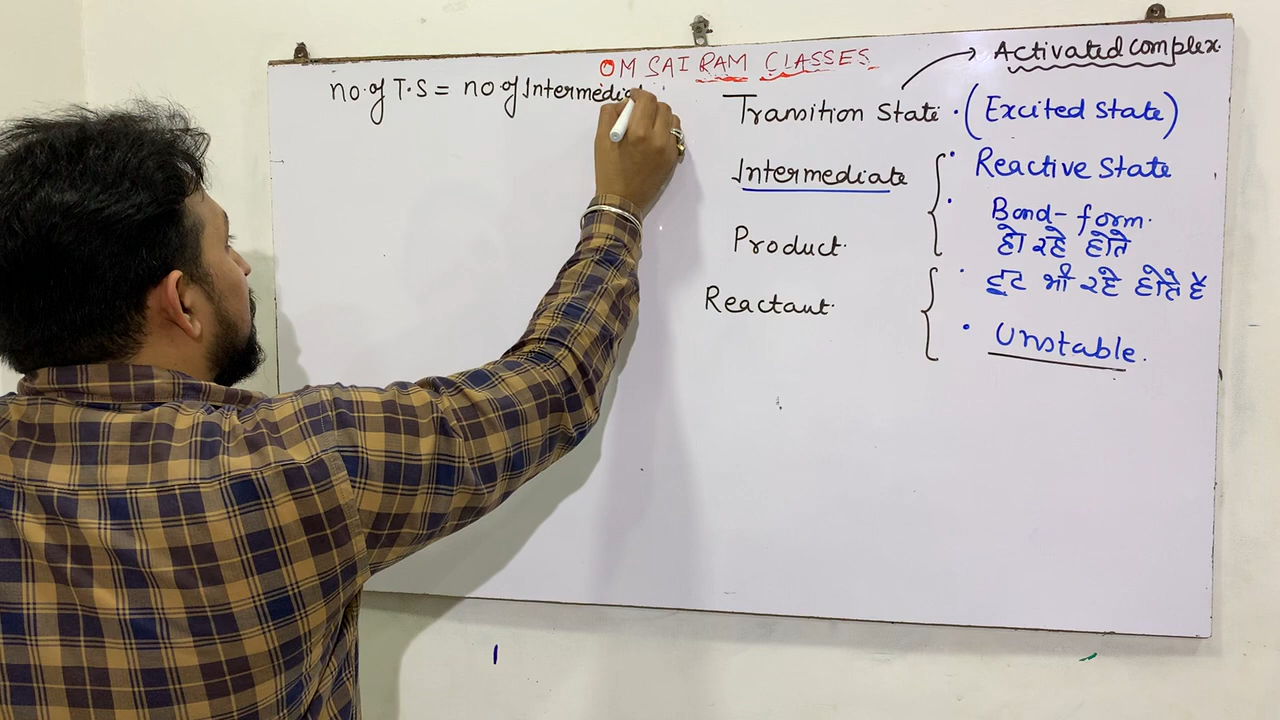 OM SAI RAM CLASSES
no. of T.S = no of Intermedia
Activated complex.
Transition State. (Excited State)
Intermediate
Reactive State
Bond-form.
हो रहे होते
Product.
टूट भी रहे होते है
Reactant.
Unstable.